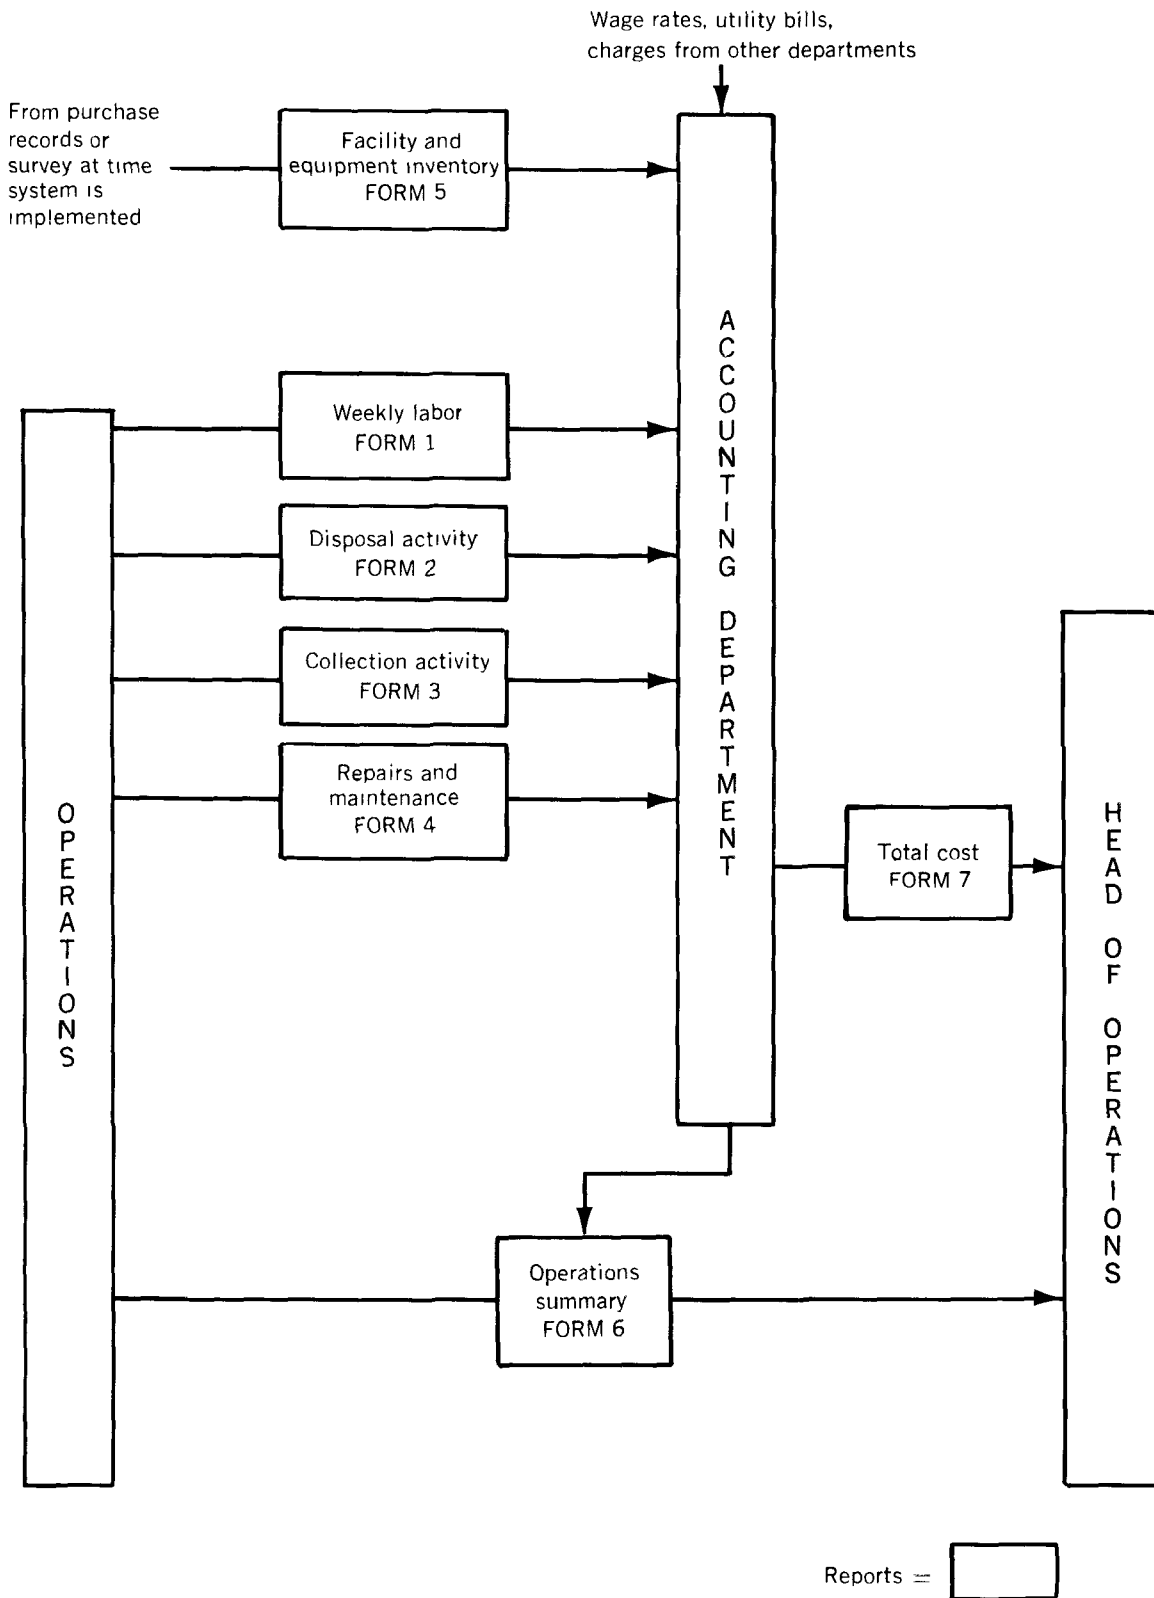 Wage rates, utility bills,
charges from other departments
From purchase
records or
survey at time
system is
implemented
Facility and
equipment inventory
FORM 5
Weekly labor
FORM 1
Disposal activity
FORM 2
Collection activity
FORM 3
Repairs and
maintenance
FORM 4
OPERATIONS
ACCOUNTING DEPARTMENT
Total cost
FORM 7
HEAD OF OPERATIONS
Operations
summary
FORM 6
Reports =